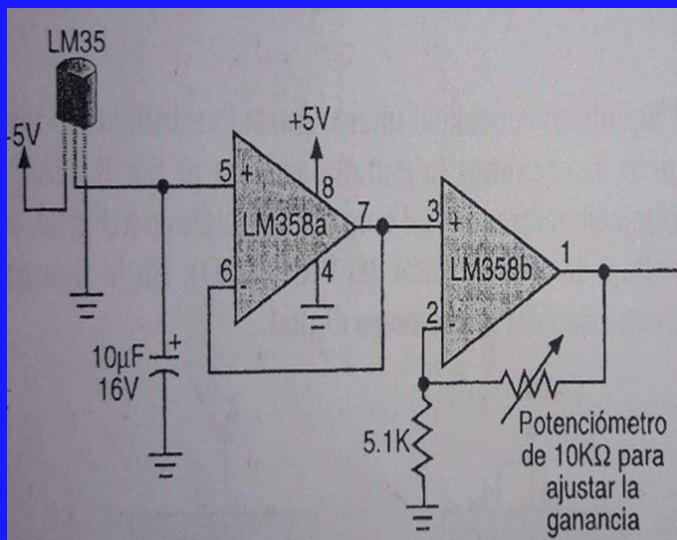 LM35
5V
+5V
5
+
8
LM358a
7
6
-
4
3
+
LM358b
1
2
-
10µF
16V
+
5.1K
Potenciómetro
de 10KΩ para
ajustar la
ganancia